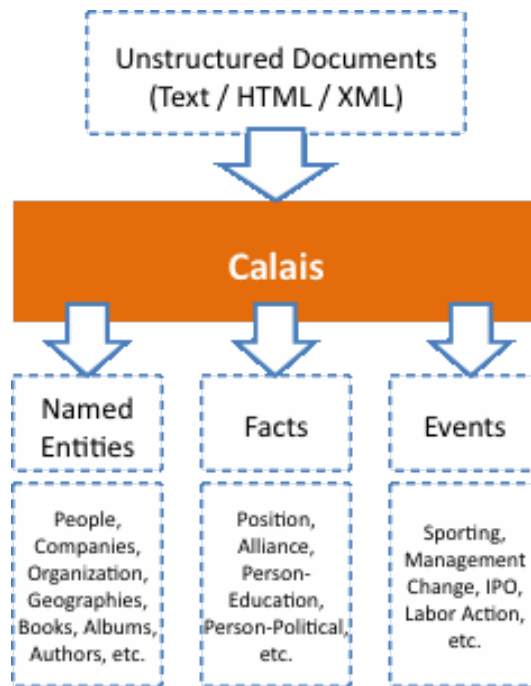 Unstructured Documents
(Text / HTML / XML)
Calais
Named
Entities
Facts
Events
People,
Companies,
Organization,
Geographies,
Books, Albums,
Authors, etc.
Position,
Alliance,
Person-
Education,
Person-Political,
etc.
Sporting,
Management
Change, IPO,
Labor Action,
etc.